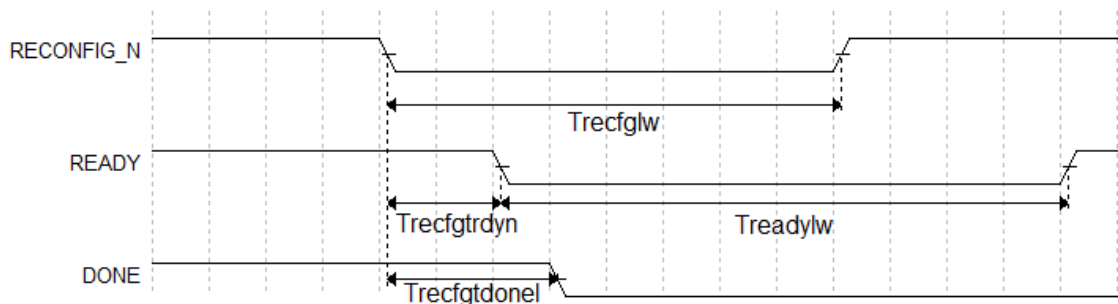 RECONFIG_N
Trecfglw
READY
Trecfgtrdyn
Treadylw
DONE
Trecfgtdonel